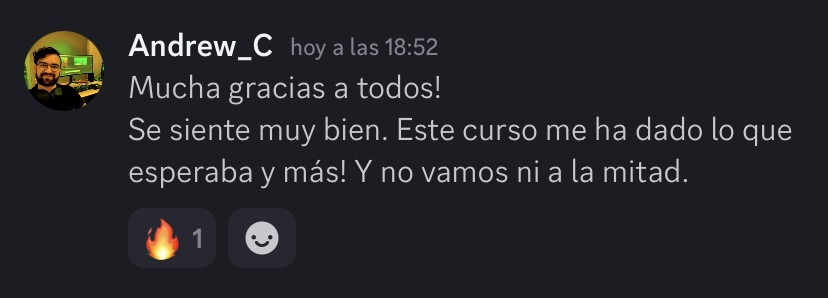 Andrew_C hoy a las 18:52
Mucha gracias a todos!
Se siente muy bien. Este curso me ha dado lo que
esperaba y más! Y no vamos ni a la mitad.
🔥 1